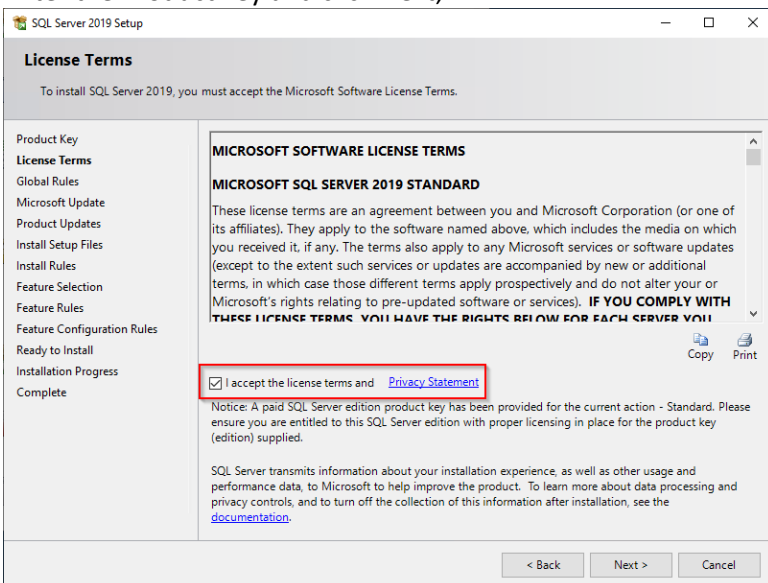 SQL Server 2019 Setup
License Terms
To install SQL Server 2019, you must accept the Microsoft Software License Terms.
Product Key
License Terms
Global Rules
Microsoft Update
Product Updates
Install Setup Files
Install Rules
Feature Selection
Feature Rules
Feature Configuration Rules
Ready to Install
Installation Progress
Complete
MICROSOFT SOFTWARE LICENSE TERMS
MICROSOFT SQL SERVER 2019 STANDARD
These license terms are an agreement between you and Microsoft Corporation (or one of
its affiliates). They apply to the software named above, which includes the media on which
you received it, if any. The terms also apply to any Microsoft services or software updates
(except to the extent such services or updates are accompanied by new or additional
terms, in which case those different terms apply prospectively and do not alter your or
Microsoft's rights relating to pre-updated software or services). IF YOU COMPLY WITH
THESE LICENSE TERMS, YOU HAVE THE RIGHTS BELOW FOR EACH SERVER YOU
Copy Print
I accept the license terms and Privacy Statement
Notice: A paid SQL Server edition product key has been provided for the current action - Standard. Please
ensure you are entitled to this SQL Server edition with proper licensing in place for the product key
(edition) supplied.
SQL Server transmits information about your installation experience, as well as other usage and
performance data, to Microsoft to help improve the product. To learn more about data processing and
privacy controls, and to turn off the collection of this information after installation, see the
documentation.
< Back Next > Cancel